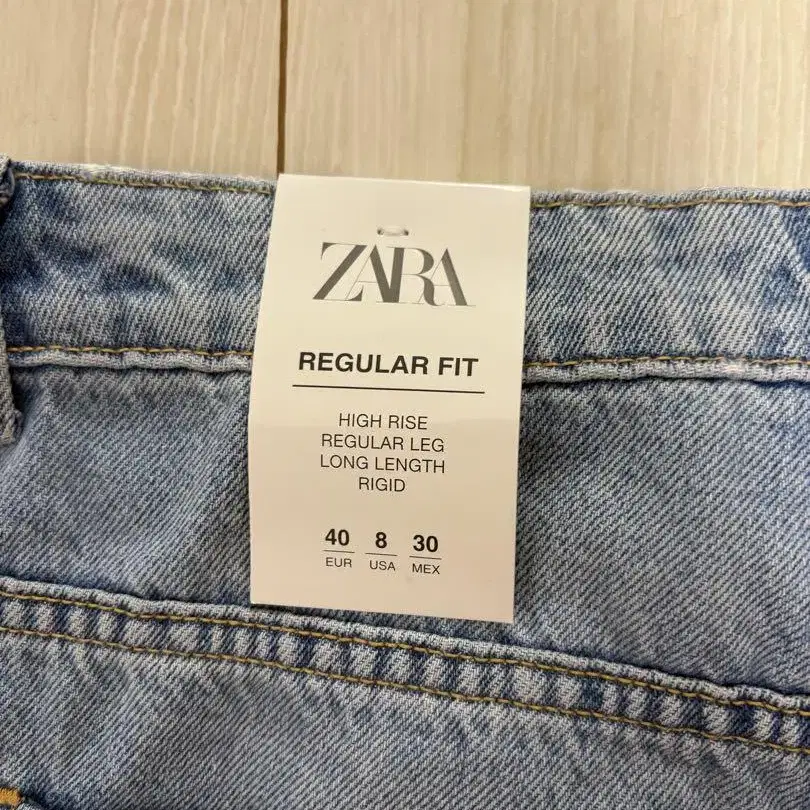 ZARA
REGULAR FIT
HIGH RISE
REGULAR LEG
LONG LENGTH
RIGID
40 8 30
EUR USA MEX